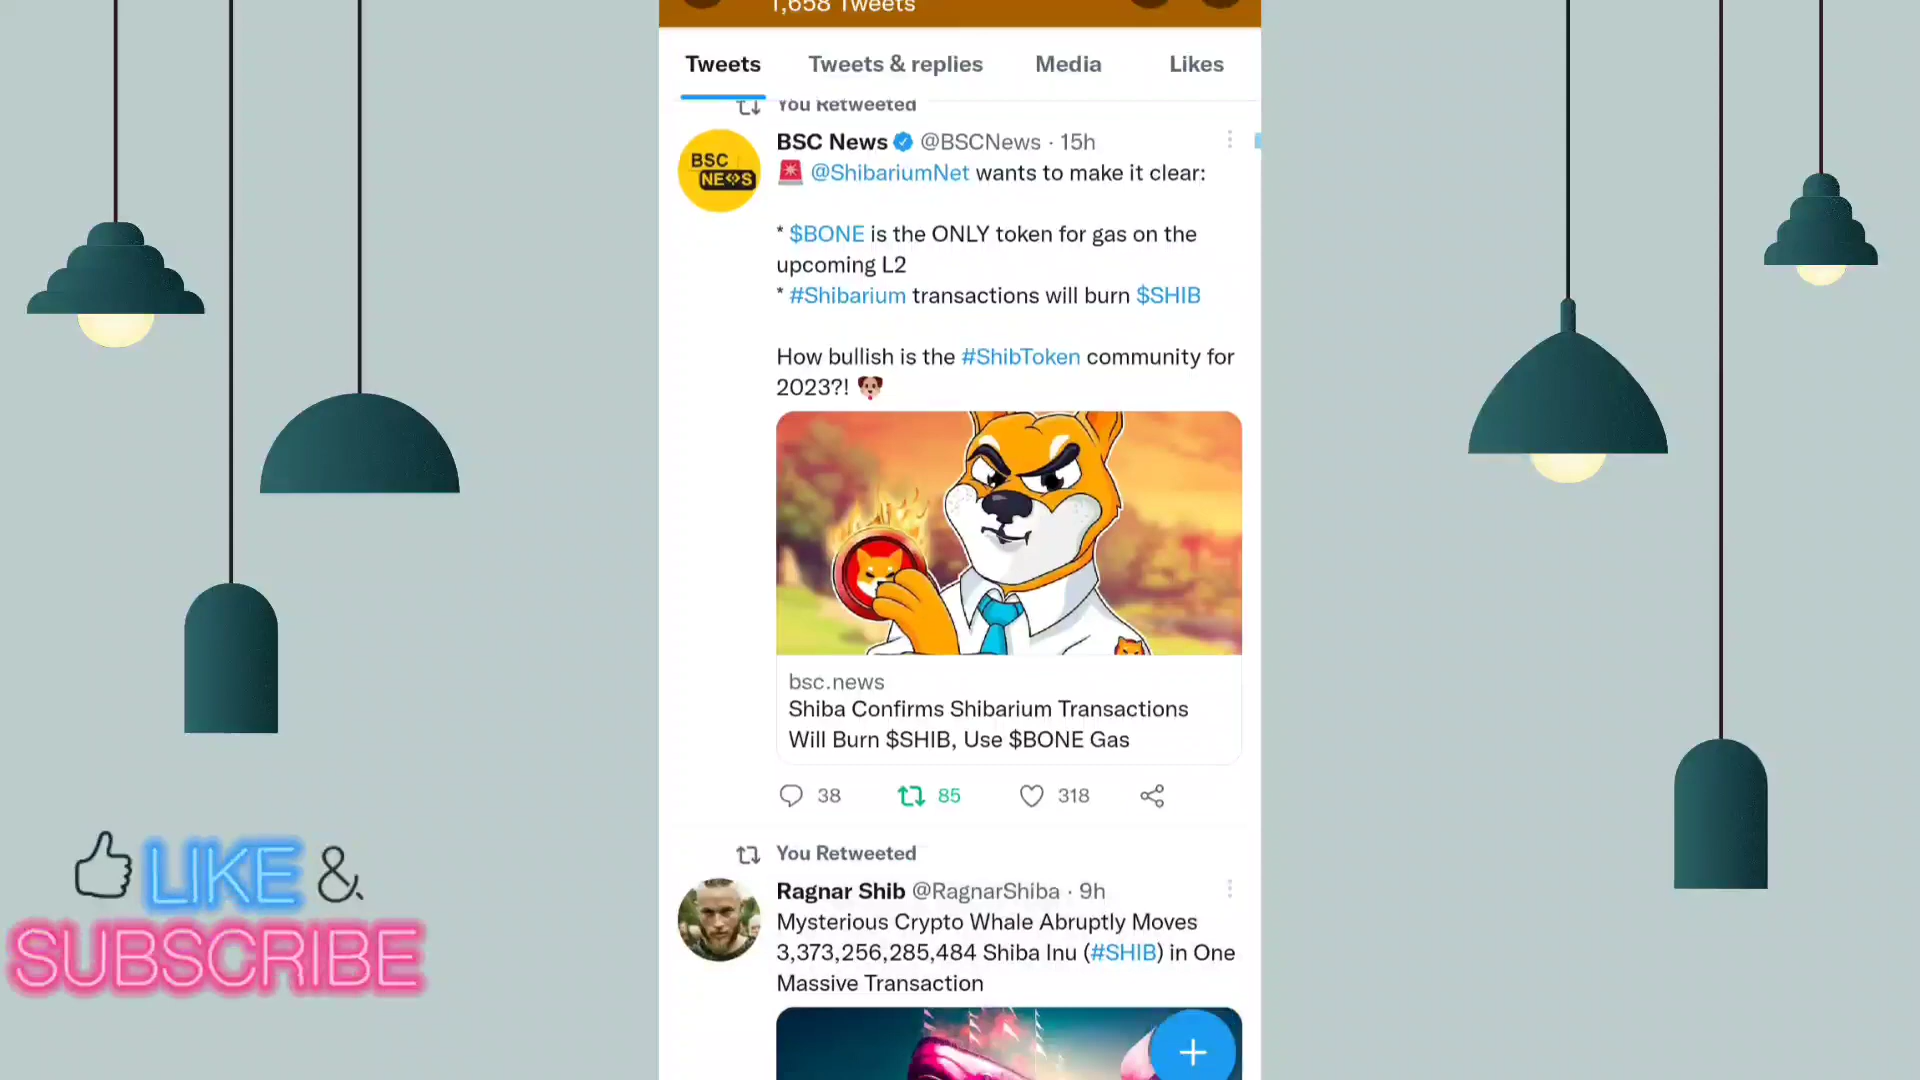 1,658 Tweets
Tweets Tweets & replies Media Likes
You Retweeted
BSC News @BSCNews · 15h
BSC
NEWS
🚨 @ShibariumNet wants to make it clear:
* $BONE is the ONLY token for gas on the
upcoming L2
* #Shibarium transactions will burn $SHIB
How bullish is the #ShibToken community for
2023?! 🐶
bsc.news
Shiba Confirms Shibarium Transactions
Will Burn $SHIB, Use $BONE Gas
38 85 318
You Retweeted
Ragnar Shib @RagnarShiba · 9h
Mysterious Crypto Whale Abruptly Moves
3,373,256,285,484 Shiba Inu (#SHIB) in One
Massive Transaction
LIKE &
SUBSCRIBE